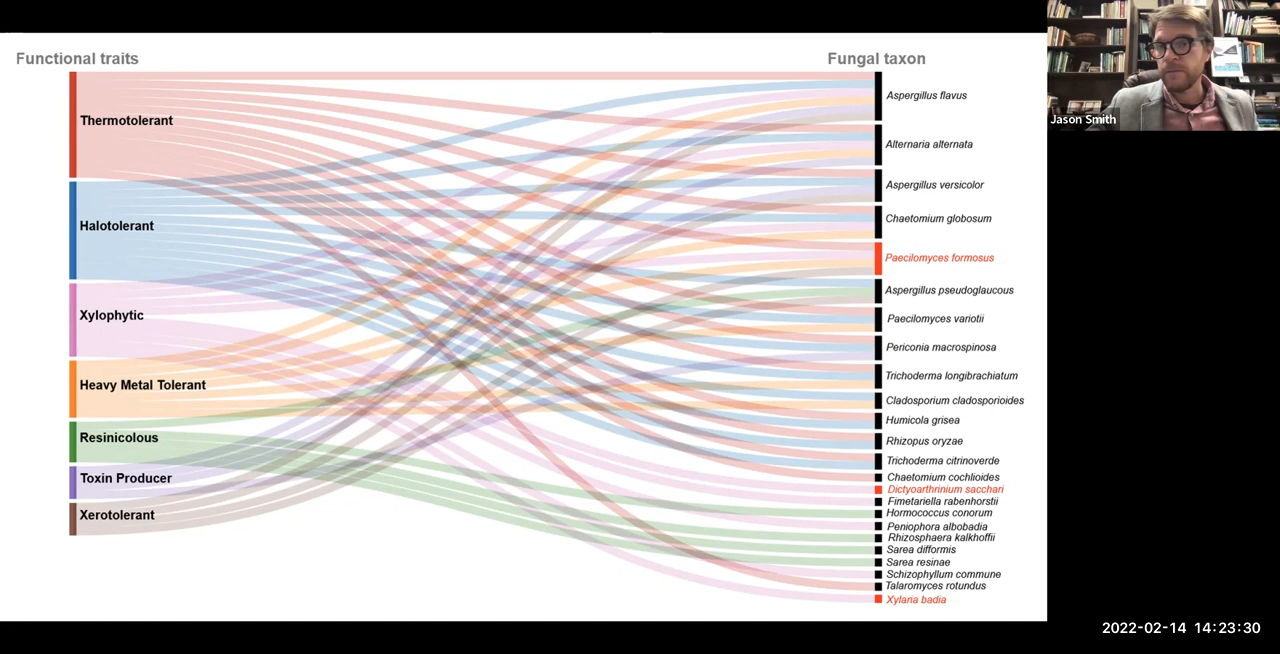 Functional traits
Fungal taxon
Thermotolerant
Halotolerant
Xylophytic
Heavy Metal Tolerant
Resinicolous
Toxin Producer
Xerotolerant
Aspergillus flavus
Alternaria alternata
Aspergillus versicolor
Chaetomium globosum
Paecilomyces formosus
Aspergillus pseudoglaucous
Paecilomyces variotii
Periconia macrospinosa
Trichoderma longibrachiatum
Cladosporium cladosporioides
Humicola grisea
Rhizopus oryzae
Trichoderma citrinoverde
Chaetomium cochlioides
Dictyoarthrinium sacchari
Fimetariella rabenhorstii
Hormococcus conorum
Peniophora albobadia
Rhizosphaera kalkhoffii
Sarea difformis
Sarea resinae
Schizophyllum commune
Talaromyces rotundus
Xylaria badia
Jason Smith
2022-02-14 14:23:30